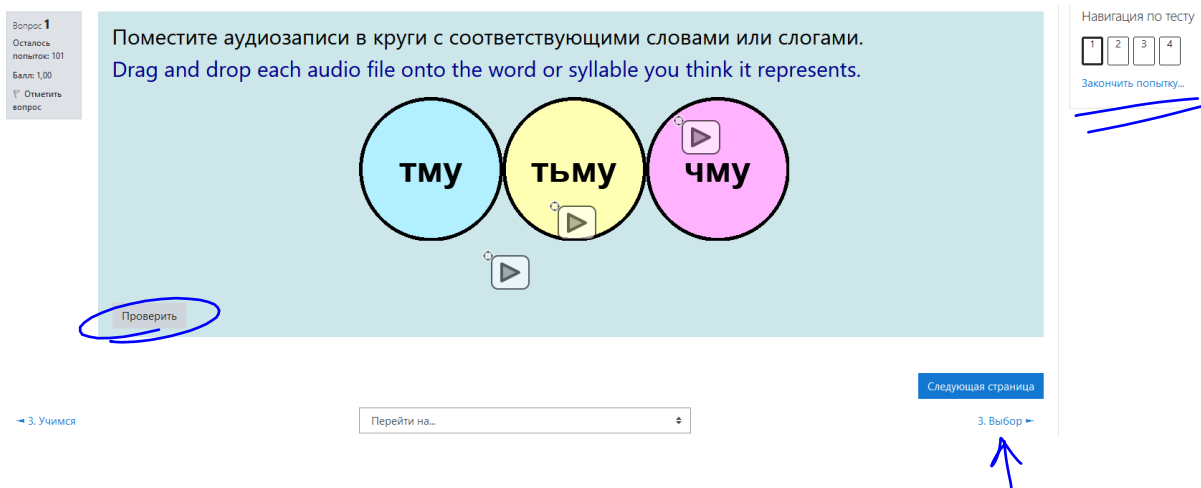 Вопрос 1
Осталось
попыток: 101
Балл: 1,00
Отметить
вопрос
Поместите аудиозаписи в круги с соответствующими словами или слогами.
Drag and drop each audio file onto the word or syllable you think it represents.
тму тьму чму
Проверить
Следующая страница
◄ 3. Учимся
Перейти на...
3. Выбор ►
Навигация по тесту
1 2 3 4
Закончить попытку...